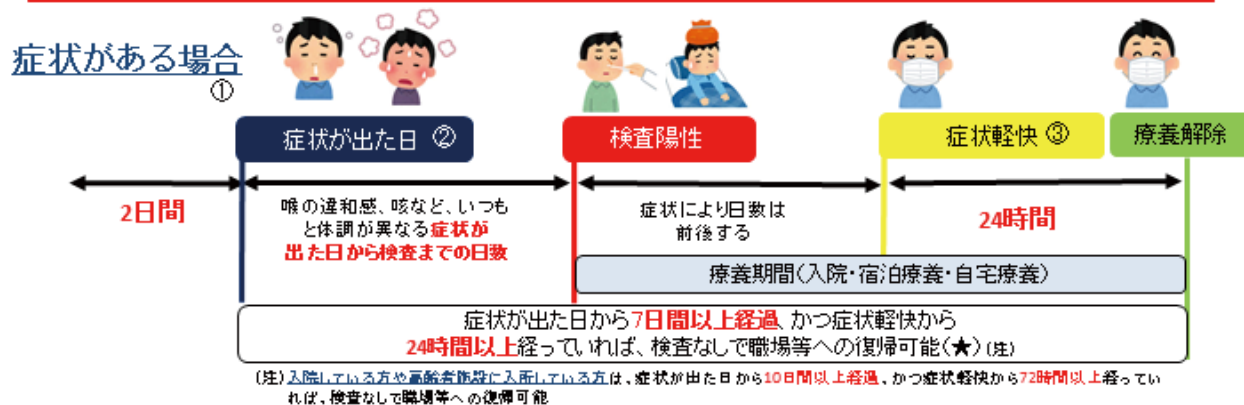 症状がある場合
①
症状が出た日 ②
検査陽性
症状軽快 ③
療養解除
2日間
喉の違和感、咳など、いつも
と体調が異なる症状が
出た日から検査までの日数
症状により日数は
前後する
24時間
療養期間(入院・宿泊療養・自宅療養)
症状が出た日から7日間以上経過、かつ症状軽快から
24時間以上経っていれば、検査なしで職場等への復帰可能(★)(注)
(注)入院している方や高齢者施設に入所している方は、症状が出た日から10日間以上経過、かつ症状軽快から72時間以上経ってい
れば、検査なしで職場等への復帰可能